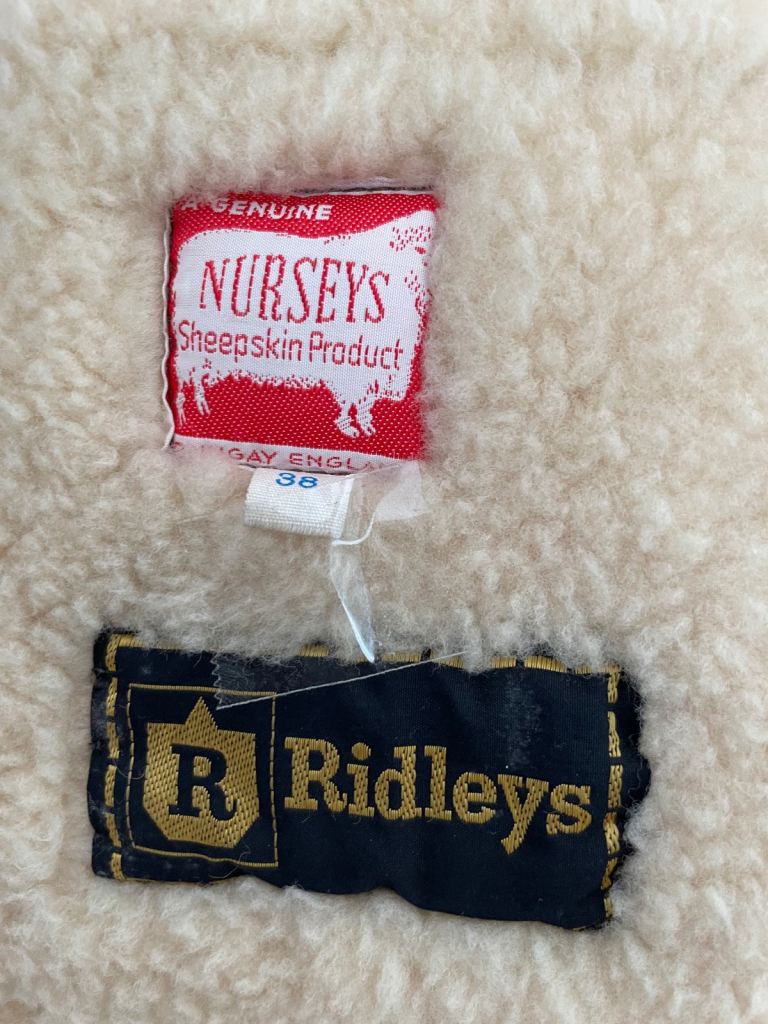 A GENUINE
NURSEYS
Sheepskin Product
38
R
Ridleys